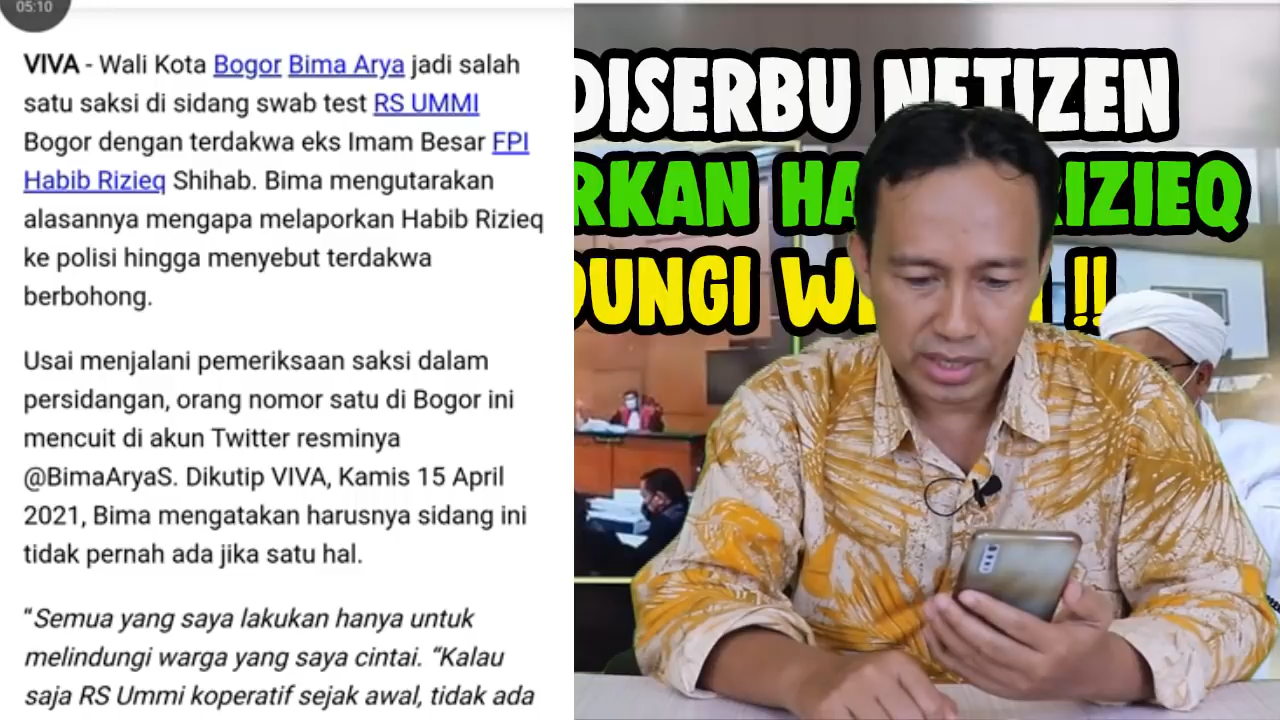 05:10
VIVA - Wali Kota Bogor Bima Arya jadi salah
satu saksi di sidang swab test RS UMMI
Bogor dengan terdakwa eks Imam Besar FPI
Habib Rizieq Shihab. Bima mengutarakan
alasannya mengapa melaporkan Habib Rizieq
ke polisi hingga menyebut terdakwa
berbohong.
Usai menjalani pemeriksaan saksi dalam
persidangan, orang nomor satu di Bogor ini
mencuit di akun Twitter resminya
@BimaAryaS. Dikutip VIVA, Kamis 15 April
2021, Bima mengatakan harusnya sidang ini
tidak pernah ada jika satu hal.
"Semua yang saya lakukan hanya untuk
melindungi warga yang saya cintai. "Kalau
saja RS Ummi koperatif sejak awal, tidak ada
DISERBU NETIZEN
RKAN HA RIZIEQ
DUNGI W !!